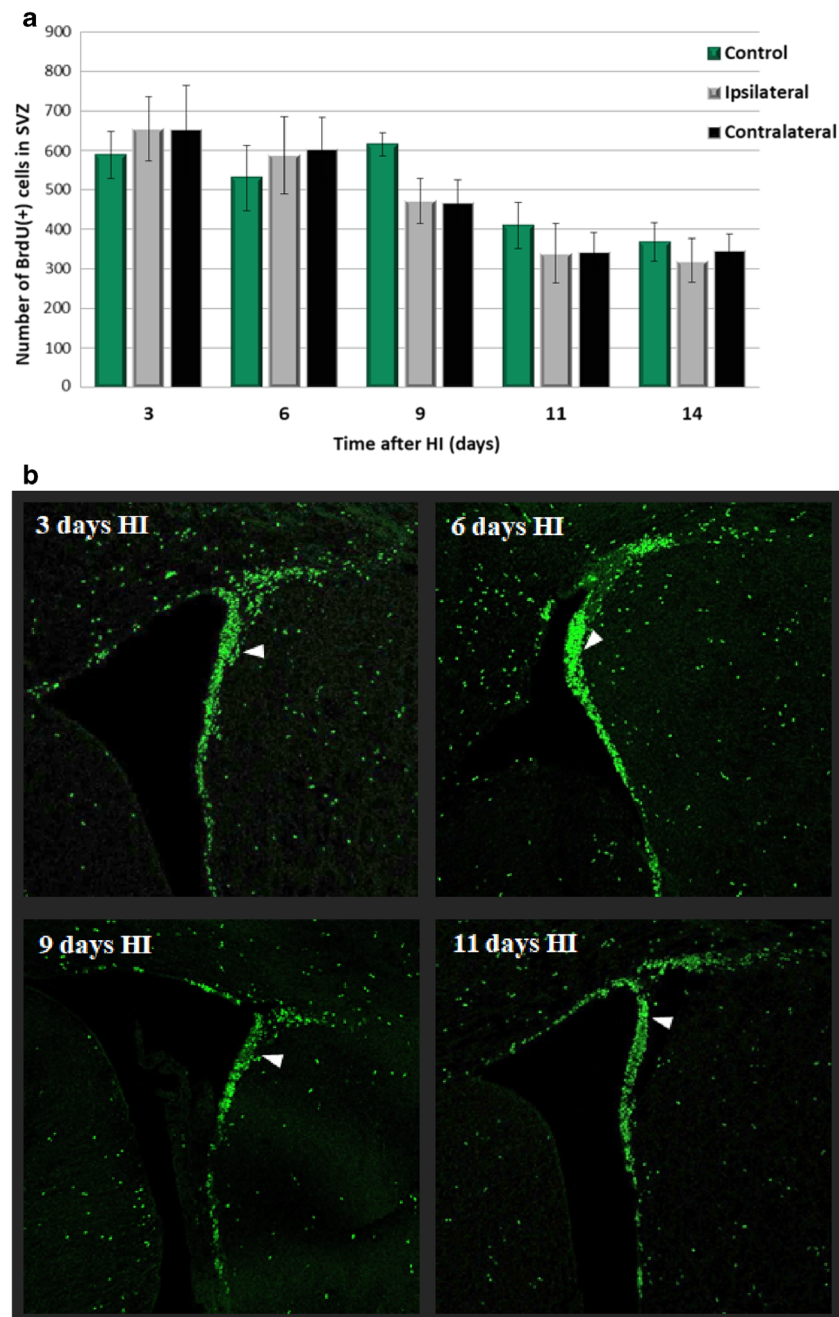 a
900
800
700
600
500
400
300
200
100
0
Number of BrdU(+) cells in SVZ
Control
Ipsilateral
Contralateral
3 6 9 11 14
Time after HI (days)
b
3 days HI
6 days HI
9 days HI
11 days HI